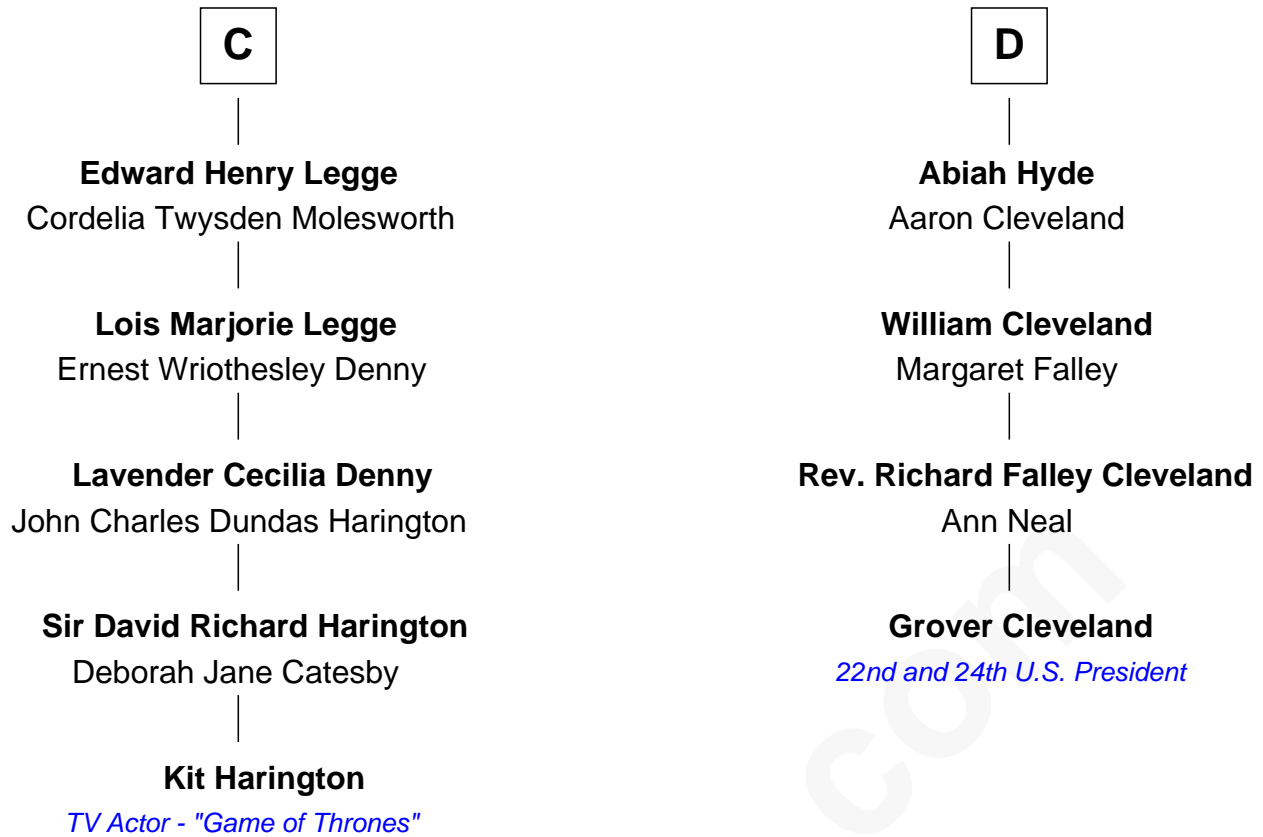 C
Edward Henry Legge
Cordelia Twysden Molesworth
Lois Marjorie Legge
Ernest Wriothesley Denny
Lavender Cecilia Denny
John Charles Dundas Harington
Sir David Richard Harington
Deborah Jane Catesby
Kit Harington
TV Actor - "Game of Thrones"
D
Abiah Hyde
Aaron Cleveland
William Cleveland
Margaret Falley
Rev. Richard Falley Cleveland
Ann Neal
Grover Cleveland
22nd and 24th U.S. President
com